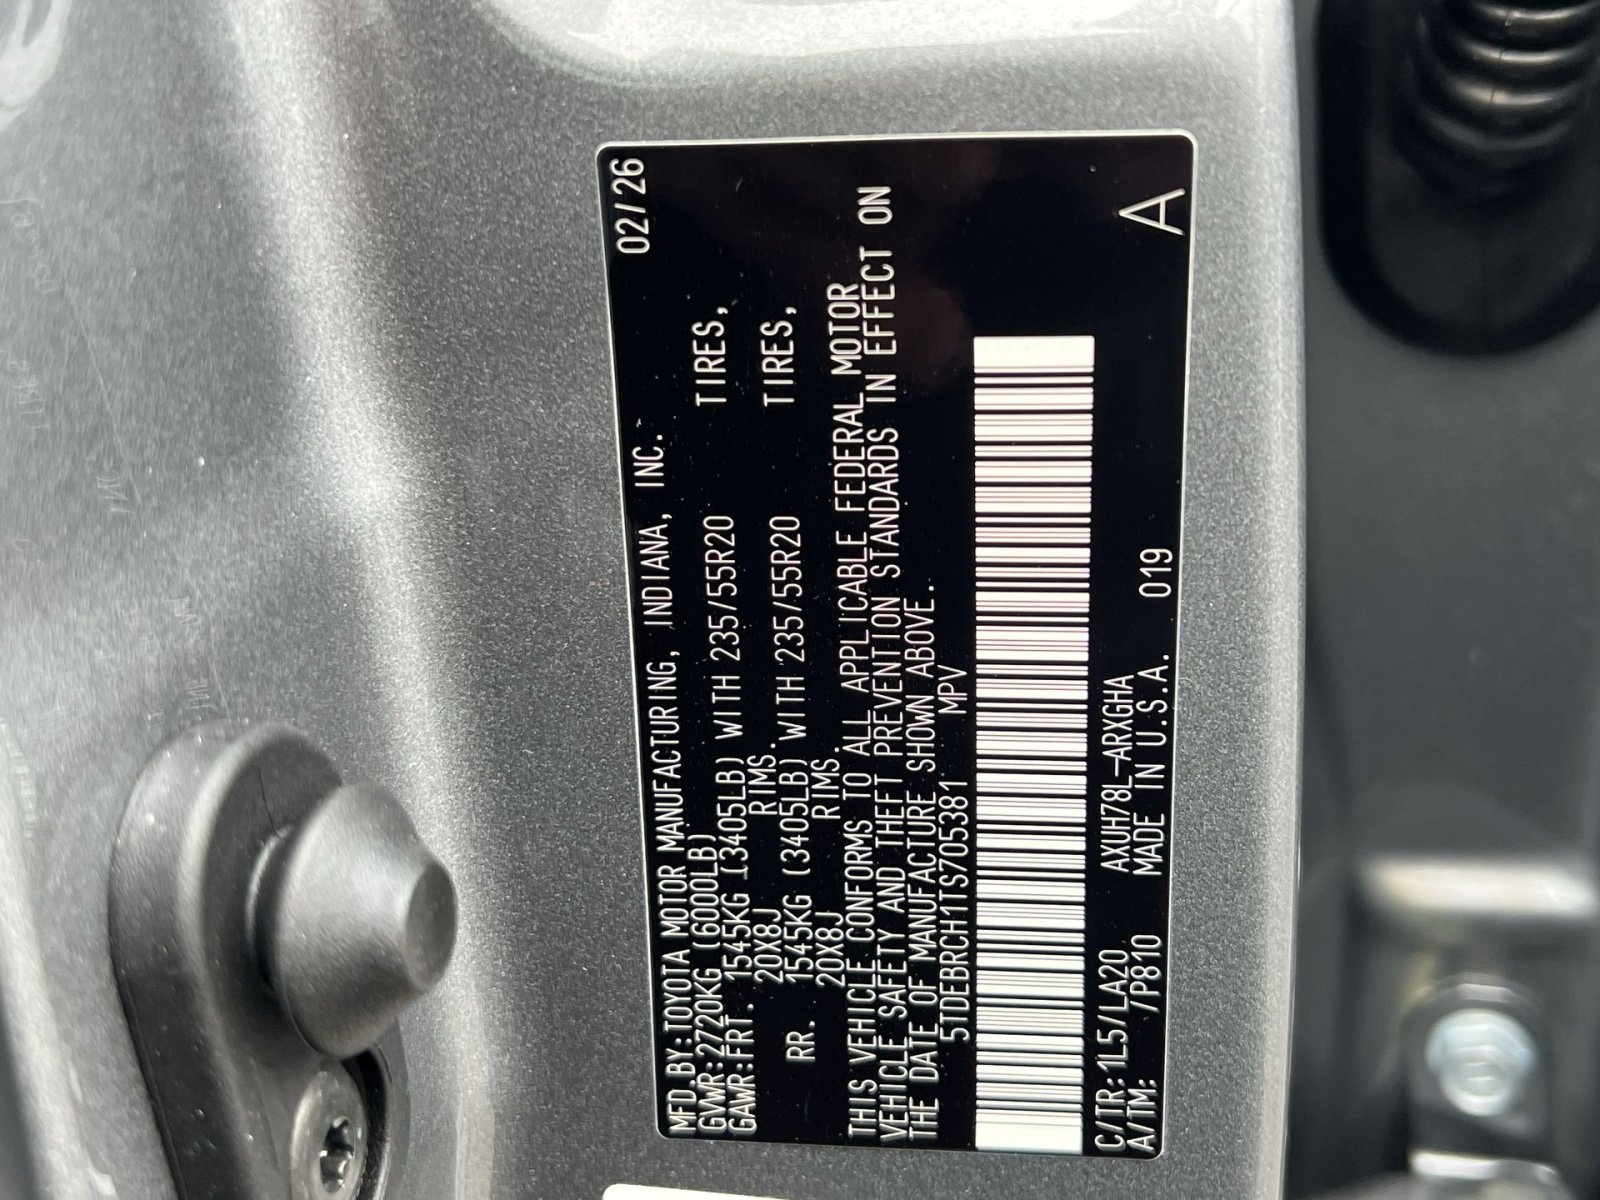 02/26
MFD.BY:TOYOTA MOTOR MANUFACTURING, INDIANA, INC.
GVWR:2720KG (6000LB)
GAWR:FRT. 1545KG (3405LB) WITH 235/55R20 TIRES,
20X8J RIMS.
RR. 1545KG (3405LB) WITH 235/55R20 TIRES,
20X8J RIMS.
THIS VEHICLE CONFORMS TO ALL APPLICABLE FEDERAL MOTOR
VEHICLE SAFETY AND THEFT PREVENTION STANDARDS IN EFFECT ON
THE DATE OF MANUFACTURE SHOWN ABOVE.
5TDEBRCH1TS705381 MPV
C/TR:1L5/LA20 AXUH78L-ARXGHA
A/TM: /P810 MADE IN U.S.A. 019 A